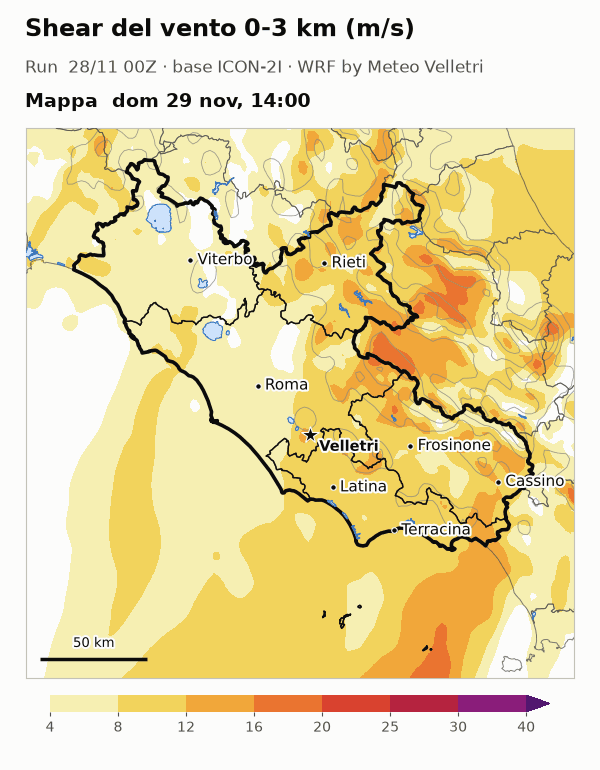 Shear del vento 0-3 km (m/s)
Run 28/11 00Z · base ICON-2I · WRF by Meteo Velletri
Mappa dom 29 nov, 14:00
Viterbo
Rieti
Roma
Velletri
Frosinone
Cassino
Latina
Terracina
50 km
4 8 12 16 20 25 30 40